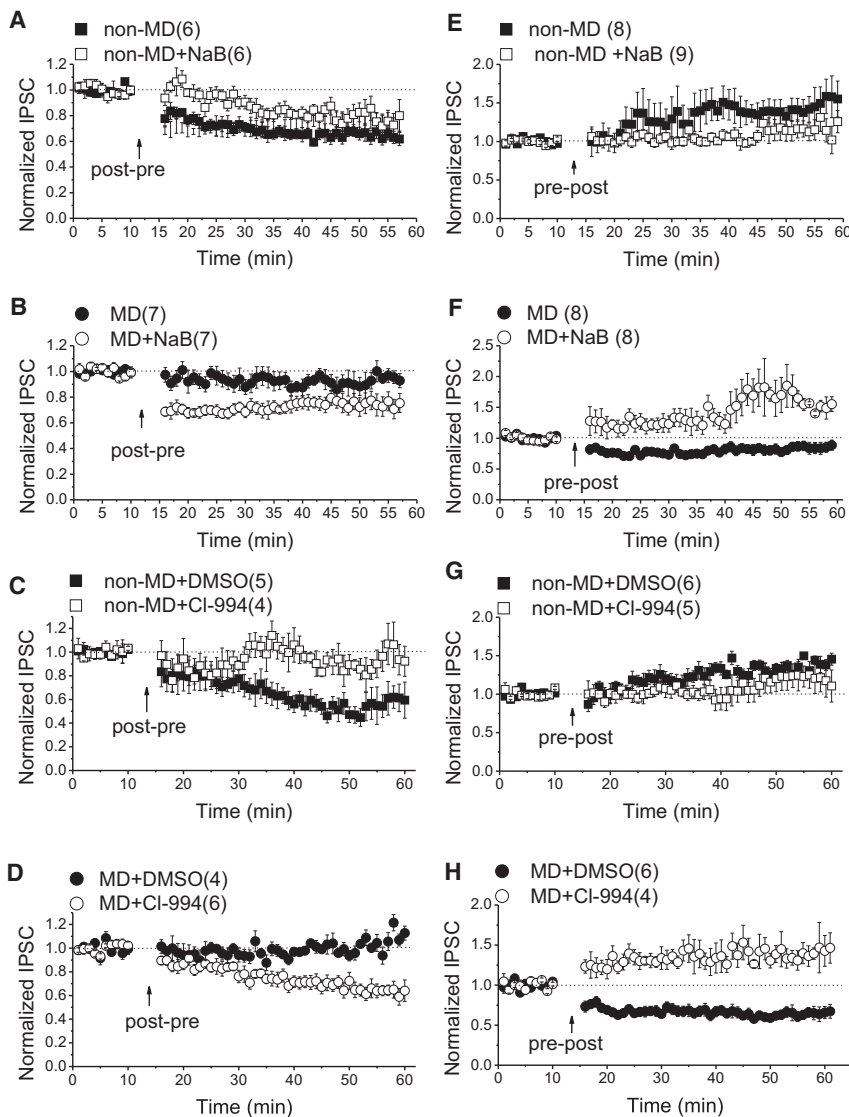 A
non-MD(6)
non-MD+NaB(6)
Normalized IPSC
1.2
1.0
0.8
0.6
0.4
0.2
0.0
post-pre
0 5 10 15 20 25 30 35 40 45 50 55 60
Time (min)
B
MD(7)
MD+NaB(7)
Normalized IPSC
1.2
1.0
0.8
0.6
0.4
0.2
0.0
post-pre
0 5 10 15 20 25 30 35 40 45 50 55 60
Time (min)
C
non-MD+DMSO(5)
non-MD+CI-994(4)
Normalized IPSC
1.2
1.0
0.8
0.6
0.4
0.2
0.0
post-pre
0 10 20 30 40 50 60
Time (min)
D
MD+DMSO(4)
MD+CI-994(6)
Normalized IPSC
1.2
1.0
0.8
0.6
0.4
0.2
0.0
post-pre
0 10 20 30 40 50 60
Time (min)
E
non-MD (8)
non-MD +NaB (9)
Normalized IPSC
2.0
1.5
1.0
0.5
0.0
pre-post
0 5 10 15 20 25 30 35 40 45 50 55 60
Time (min)
F
MD (8)
MD+NaB (8)
Normalized IPSC
2.5
2.0
1.5
1.0
0.5
0.0
pre-post
0 5 10 15 20 25 30 35 40 45 50 55 60
Time (min)
G
non-MD+DMSO(6)
non-MD+CI-994(5)
Normalized IPSC
2.0
1.5
1.0
0.5
0.0
pre-post
0 10 20 30 40 50 60
Time (min)
H
MD+DMSO(6)
MD+CI-994(4)
Normalized IPSC
2.0
1.5
1.0
0.5
0.0
pre-post
0 10 20 30 40 50 60
Time (min)